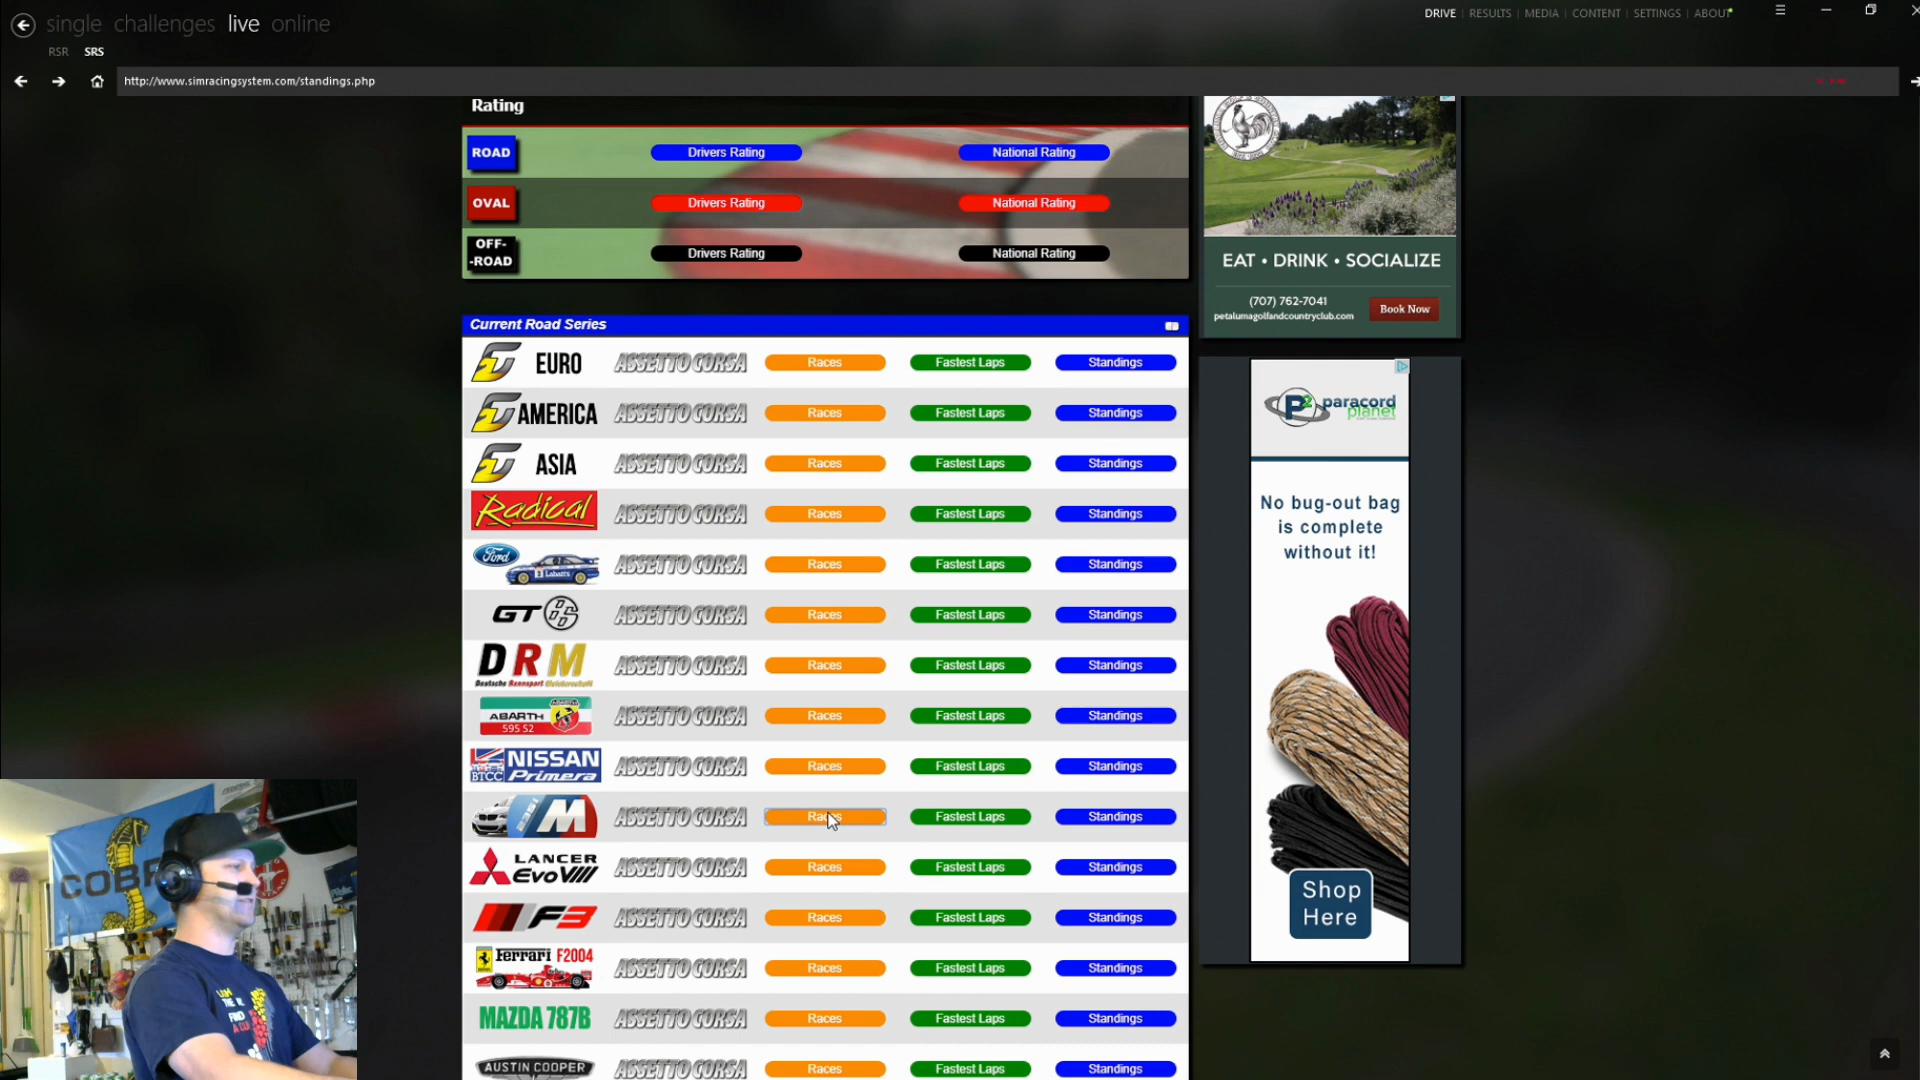 single challenges live online
DRIVE | RESULTS | MEDIA | CONTENT | SETTINGS | ABOUT
RSR SRS
http://www.simracingsystem.com/standings.php
Rating
ROAD Drivers Rating National Rating
OVAL Drivers Rating National Rating
OFF-
-ROAD Drivers Rating National Rating
EAT • DRINK • SOCIALIZE
(707) 762-7041
petalumagolfandcountryclub.com
Book Now
Current Road Series
EURO ASSETTO CORSA Races Fastest Laps Standings
AMERICA ASSETTO CORSA Races Fastest Laps Standings
ASIA ASSETTO CORSA Races Fastest Laps Standings
Radical ASSETTO CORSA Races Fastest Laps Standings
Ford Labatt's ASSETTO CORSA Races Fastest Laps Standings
GT86 ASSETTO CORSA Races Fastest Laps Standings
DRM
Deutsche Rennsport Meisterschaft
ASSETTO CORSA Races Fastest Laps Standings
ABARTH
595 S2
ASSETTO CORSA Races Fastest Laps Standings
BTCC NISSAN
Primera
ASSETTO CORSA Races Fastest Laps Standings
M ASSETTO CORSA Races Fastest Laps Standings
LANCER
Evo VIII
ASSETTO CORSA Races Fastest Laps Standings
F3 ASSETTO CORSA Races Fastest Laps Standings
Ferrari F2004 ASSETTO CORSA Races Fastest Laps Standings
MAZDA 787B ASSETTO CORSA Races Fastest Laps Standings
AUSTIN COOPER ASSETTO CORSA Races Fastest Laps Standings
P2 paracord
planet
No bug-out bag
is complete
without it!
Shop
Here
COBR